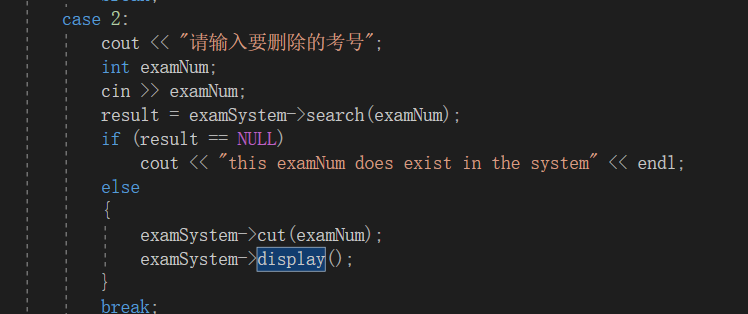 break;
case 2:
cout << "请输入要删除的考号";
int examNum;
cin >> examNum;
result = examSystem->search(examNum);
if (result == NULL)
cout << "this examNum does exist in the system" << endl;
else
{
examSystem->cut(examNum);
examSystem->display();
}
break;